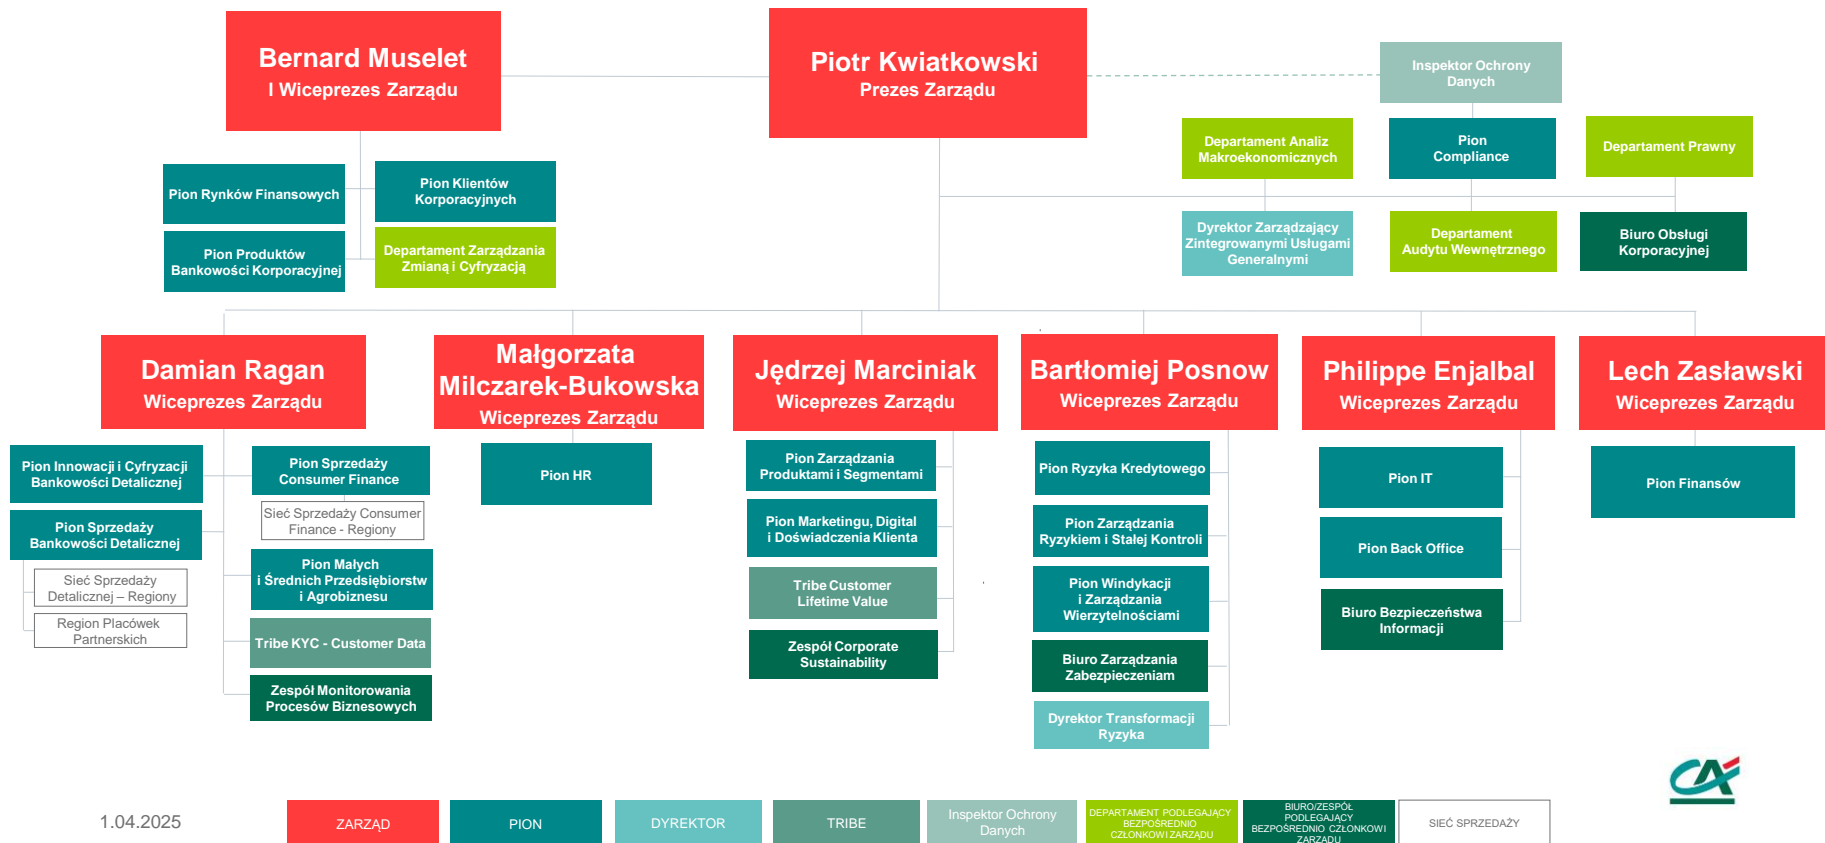 Bernard Muselet
I Wiceprezes Zarządu
Piotr Kwiatkowski
Prezes Zarządu
Inspektor Ochrony
Danych
Departament Analiz
Makroekonomicznych
Pion
Compliance
Departament Prawny
Pion Rynków Finansowych
Pion Klientów
Korporacyjnych
Pion Produktów
Bankowości Korporacyjnej
Departament Zarządzania
Zmianą i Cyfryzacją
Dyrektor Zarządzający
Zintegrowanymi Usługami
Generalnymi
Departament
Audytu Wewnętrznego
Biuro Obsługi
Korporacyjnej
Damian Ragan
Wiceprezes Zarządu
Małgorzata
Milczarek-Bukowska
Wiceprezes Zarządu
Jędrzej Marciniak
Wiceprezes Zarządu
Bartłomiej Posnow
Wiceprezes Zarządu
Philippe Enjalbal
Wiceprezes Zarządu
Lech Zasławski
Wiceprezes Zarządu
Pion Innowacji i Cyfryzacji
Bankowości Detalicznej
Pion Sprzedaży
Bankowości Detalicznej
Sieć Sprzedaży
Detalicznej – Regiony
Region Placówek
Partnerskich
Pion Sprzedaży
Consumer Finance
Sieć Sprzedaży Consumer
Finance - Regiony
Pion Małych
i Średnich Przedsiębiorstw
i Agrobiznesu
Tribe KYC - Customer Data
Zespół Monitorowania
Procesów Biznesowych
Pion HR
Pion Zarządzania
Produktami i Segmentami
Pion Marketingu, Digital
i Doświadczenia Klienta
Tribe Customer
Lifetime Value
Zespół Corporate
Sustainability
Pion Ryzyka Kredytowego
Pion Zarządzania
Ryzykiem i Stałej Kontroli
Pion Windykacji
i Zarządzania
Wierzytelnościami
Biuro Zarządzania
Zabezpieczeniam
Dyrektor Transformacji
Ryzyka
Pion IT
Pion Back Office
Biuro Bezpieczeństwa
Informacji
Pion Finansów
CA
1.04.2025
ZARZĄD
PION
DYREKTOR
TRIBE
Inspektor Ochrony
Danych
DEPARTAMENT PODLEGAJĄCY
BEZPOŚREDNIO
CZŁONKOWI ZARZĄDU
BIURO/ZESPÓŁ
PODLEGAJĄCY
BEZPOŚREDNIO CZŁONKOWI
ZARZADU
SIEĆ SPRZEDAŻY